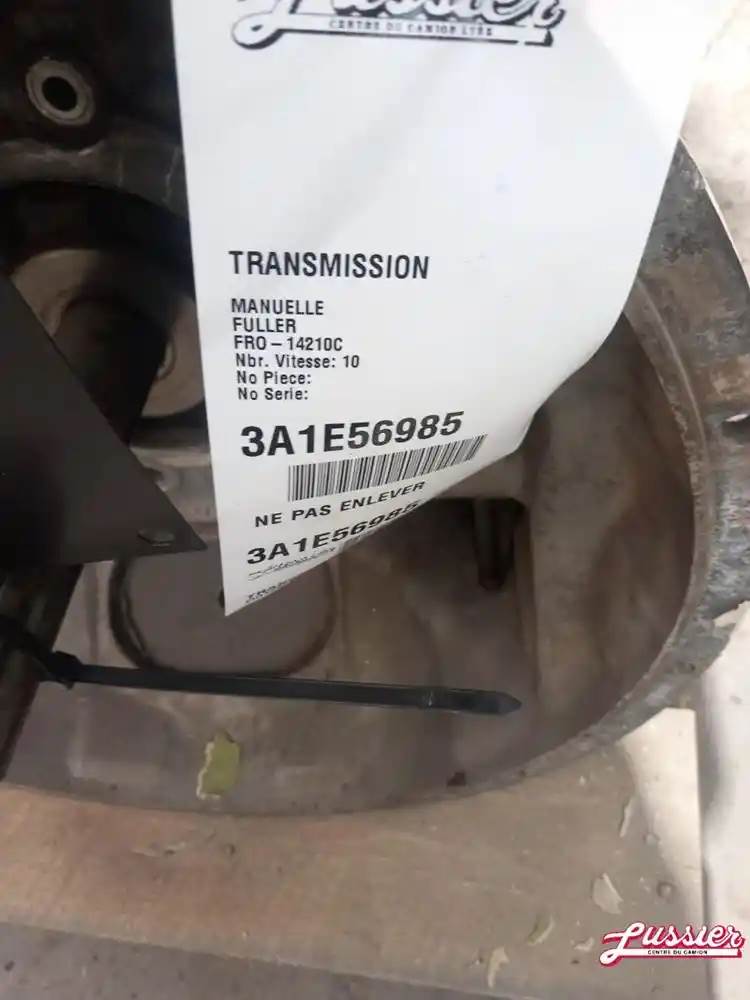 Lussier
CENTRE DU CAMION LTÉE
TRANSMISSION
MANUELLE
FULLER
FRO-14210C
Nbr. Vitesse: 10
No Piece:
No Serie:
3A1E56985
NE PAS ENLEVER
3A1E56985
Lussier
Lussier
CENTRE DU CAMION